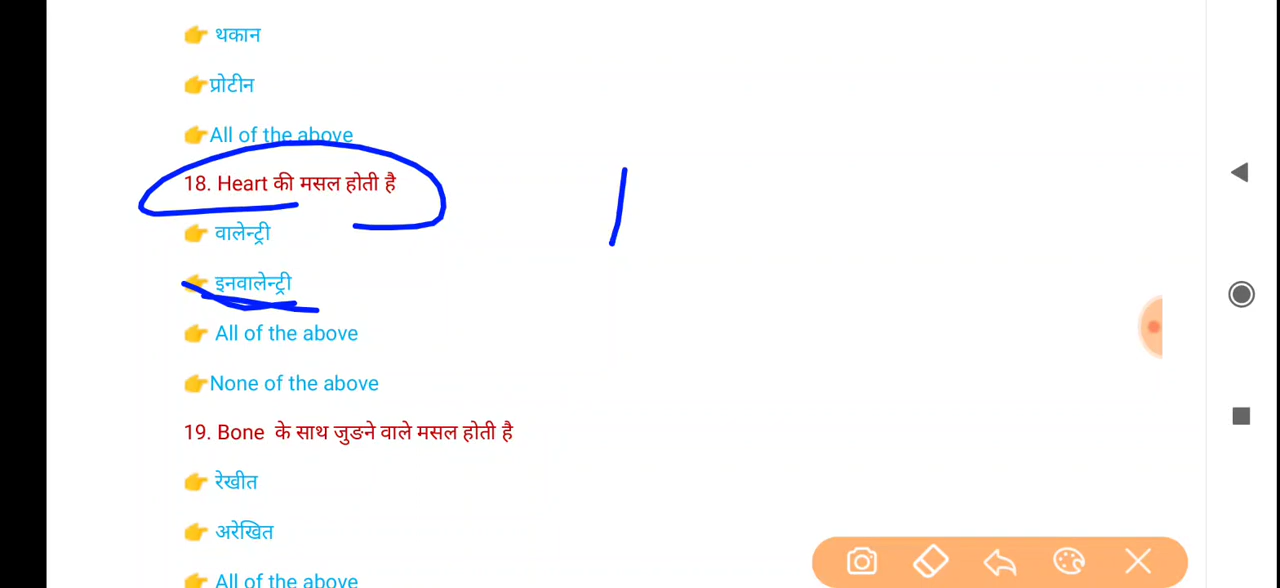 👉 थकान
👉प्रोटीन
👉All of the above
18. Heart की मसल होती है
👉 वालेन्ट्री
👉 इनवालेन्ट्री
👉 All of the above
👉None of the above
19. Bone के साथ जुङने वाले मसल होती है
👉 रेखीत
👉 अरेखित
👉 All of the above